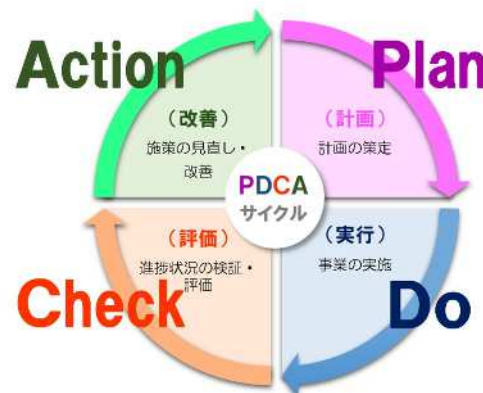 Action
(改善)
施策の見直し・
改善
Plan
(計画)
計画の策定
PDCA
サイクル
(評価)
進捗状況の検証・
評価
Check
(実行)
事業の実施
Do